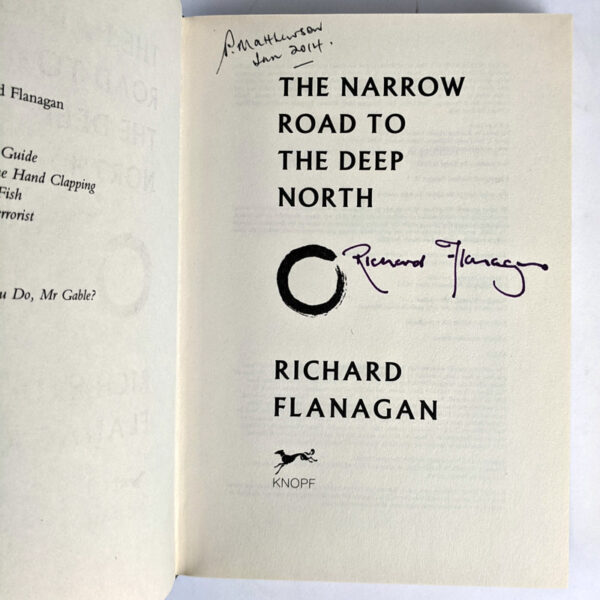 d Flanagan
Guide
e Hand Clapping
Fish
rrorist
u Do, Mr Gable?
P. Mathewson
Jan 2014.
THE NARROW
ROAD TO
THE DEEP
NORTH
Richard Flanagan
RICHARD
FLANAGAN
KNOPF